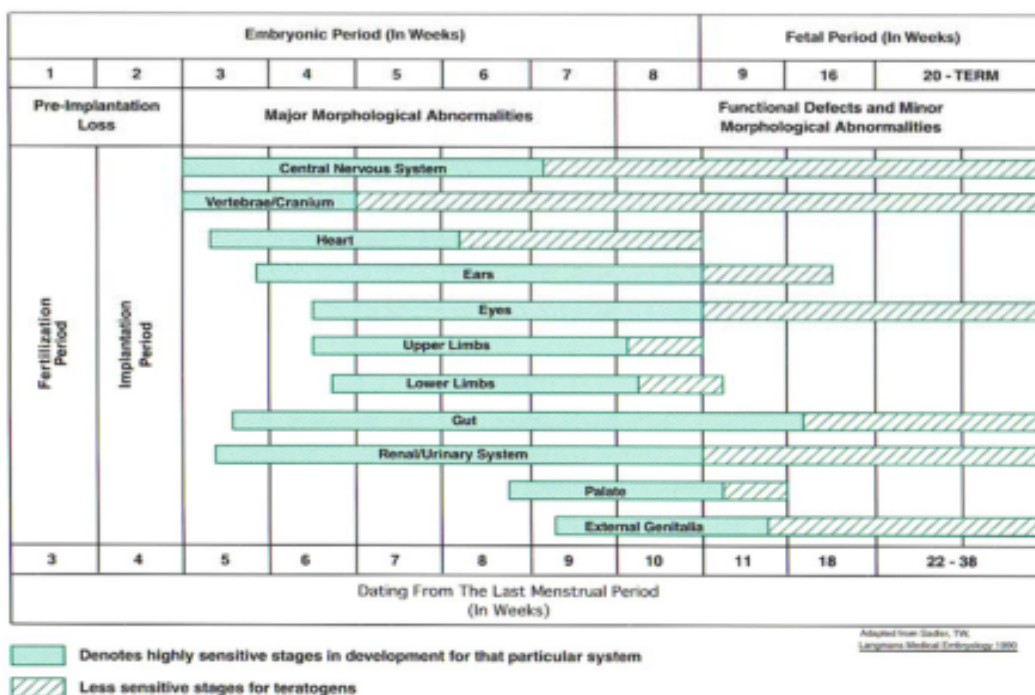 Embryonic Period (In Weeks)
Fetal Period (In Weeks)
1 2 3 4 5 6 7 8 9 16 20 - TERM
Pre-Implantation
Loss
Major Morphological Abnormalities
Functional Defects and Minor
Morphological Abnormalities
Fertilization
Period
Implantation
Period
Central Nervous System
Vertebrae/Cranium
Heart
Ears
Eyes
Upper Limbs
Lower Limbs
Gut
Renal/Urinary System
Palate
External Genitalia
3 4 5 6 7 8 9 10 11 18 22 - 38
Dating From The Last Menstrual Period
(In Weeks)
Adapted from Sadler, TW,
Langmans Medical Embryology 1990
Denotes highly sensitive stages in development for that particular system
Less sensitive stages for teratogens